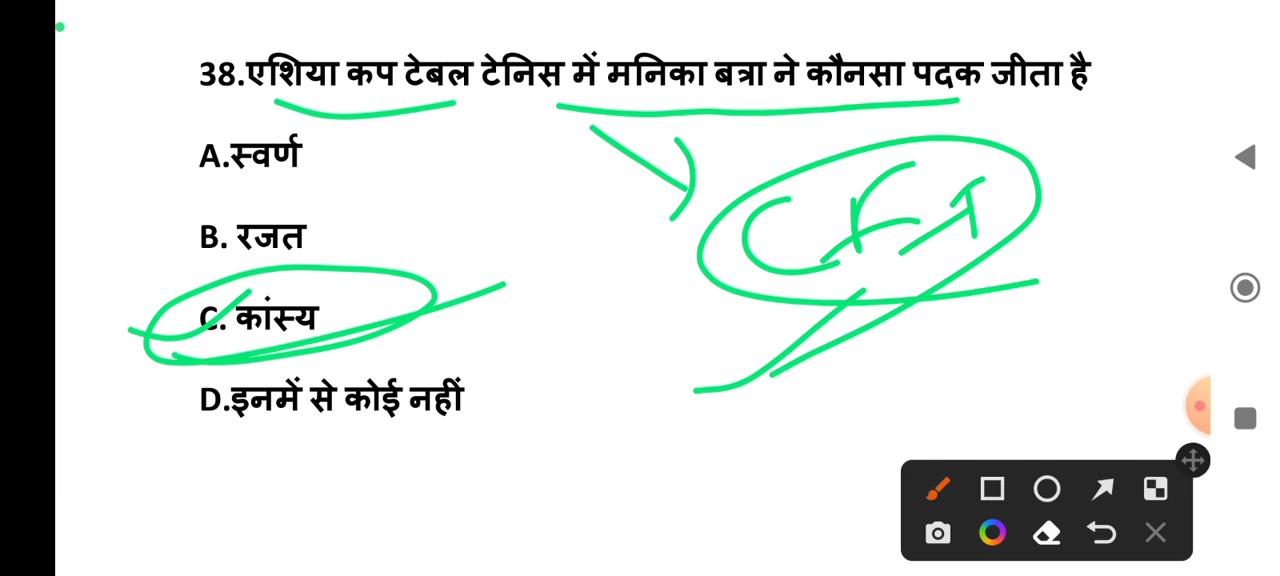 38.एशिया कप टेबल टेनिस में मनिका बत्रा ने कौनसा पदक जीता है
A.स्वर्ण
B. रजत
C. कांस्य
D.इनमें से कोई नहीं